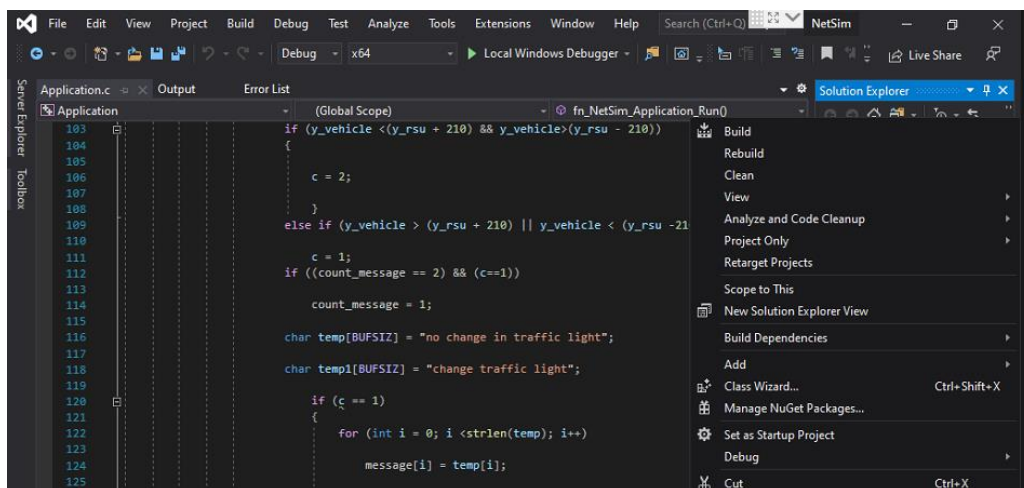 File Edit View Project Build Debug Test Analyze Tools Extensions Window Help Search (Ctrl+Q) NetSim
Debug x64 Local Windows Debugger Live Share
Server Explorer
Toolbox
Application.c Output Error List
Application (Global Scope) fn_NetSim_Application_Run()
103 if (y_vehicle <(y_rsu + 210) && y_vehicle>(y_rsu - 210))
104 {
105
106 c = 2;
107
108 }
109 else if (y_vehicle > (y_rsu + 210) || y_vehicle < (y_rsu -21
110
111 c = 1;
112 if ((count_message == 2) && (c==1))
113
114 count_message = 1;
115
116 char temp[BUFSIZ] = "no change in traffic light";
117
118 char temp1[BUFSIZ] = "change traffic light";
119
120 if (c == 1)
121 {
122 for (int i = 0; i <strlen(temp); i++)
123
124 message[i] = temp[i];
125
Solution Explorer
Build
Rebuild
Clean
View
Analyze and Code Cleanup
Project Only
Retarget Projects
Scope to This
New Solution Explorer View
Build Dependencies
Add
Class Wizard... Ctrl+Shift+X
Manage NuGet Packages...
Set as Startup Project
Debug
Cut Ctrl+X